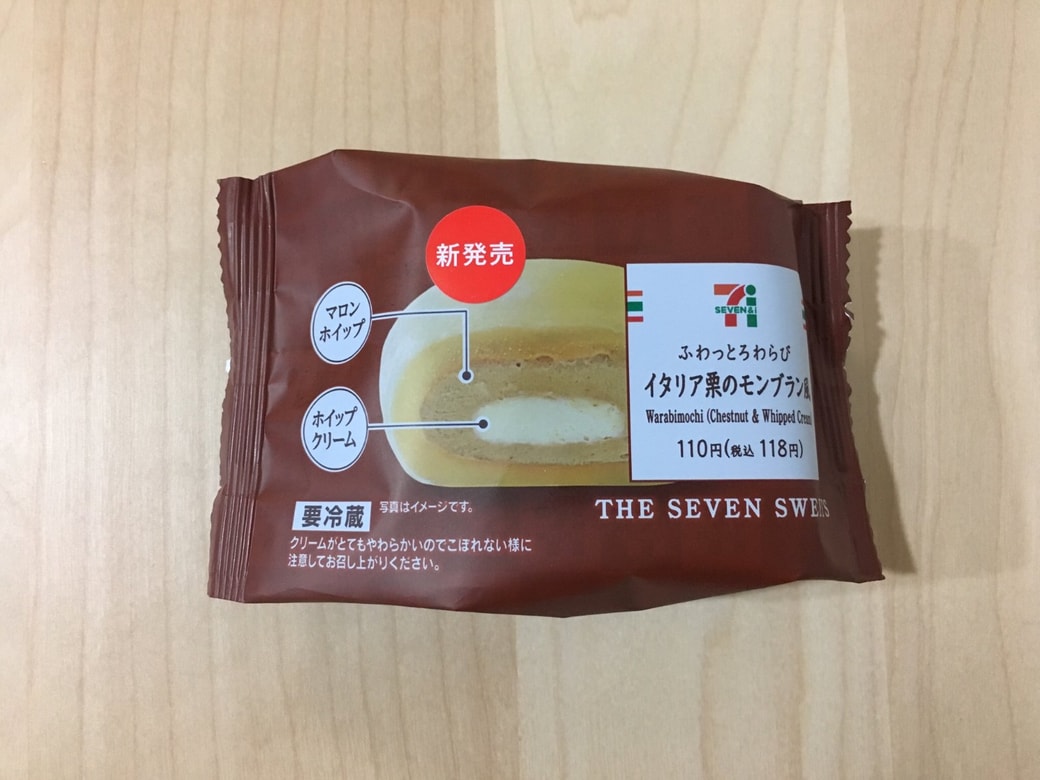 新発売
マロン
ホイップ
ホイップ
クリーム
SEVEN & i
ふわっとろわらび
イタリア栗のモンブラン風
Warabimochi (Chestnut & Whipped Cream
110円(税込 118円)
THE SEVEN SWEETS
要冷蔵
写真はイメージです。
クリームがとてもやわらかいのでこぼれない様に
注意してお召し上がりください。